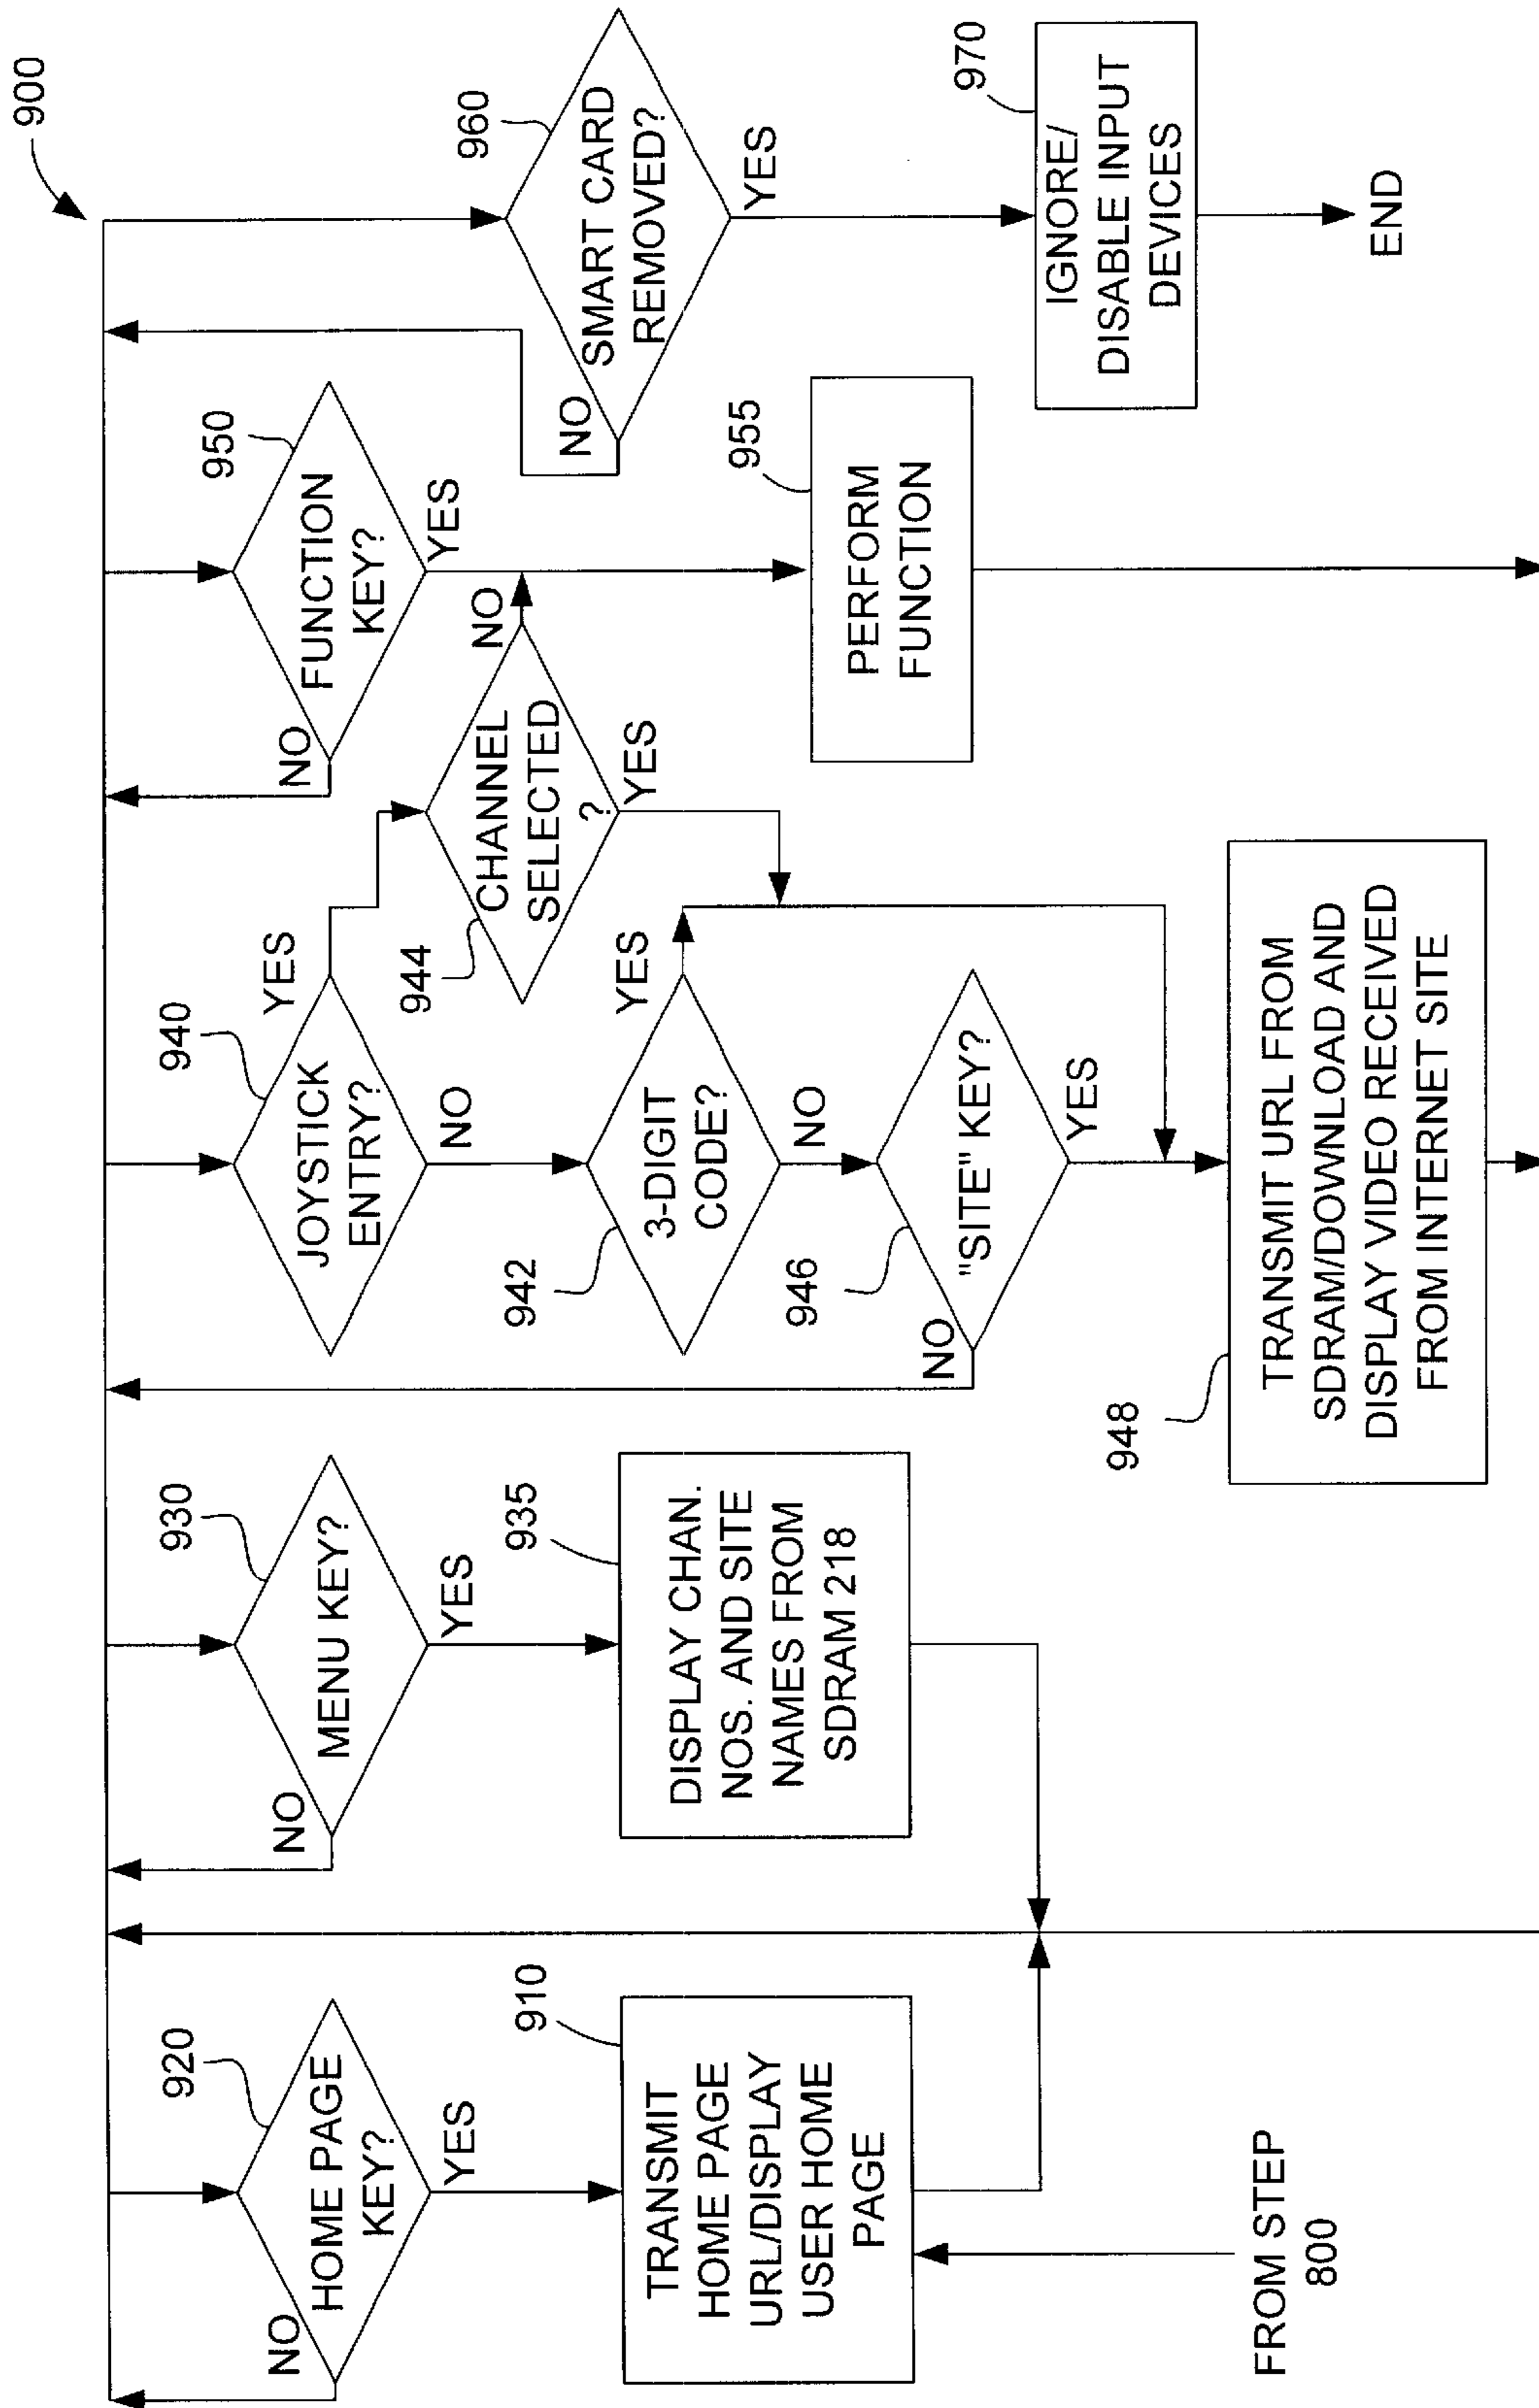 900
920
HOME PAGE
KEY?
NO
YES
910
TRANSMIT
HOME PAGE
URL/DISPLAY
USER HOME
PAGE
FROM STEP
800
930
MENU KEY?
NO
YES
935
DISPLAY CHAN.
NOS. AND SITE
NAMES FROM
SDRAM 218
940
JOYSTICK
ENTRY?
YES
NO
942
3-DIGIT
CODE?
YES
NO
944
CHANNEL
SELECTED
?
NO
YES
946
"SITE" KEY?
NO
YES
948
TRANSMIT URL FROM
SDRAM/DOWNLOAD AND
DISPLAY VIDEO RECEIVED
FROM INTERNET SITE
950
FUNCTION
KEY?
NO
YES
955
PERFORM
FUNCTION
960
SMART CARD
REMOVED?
NO
YES
970
IGNORE/
DISABLE INPUT
DEVICES
END